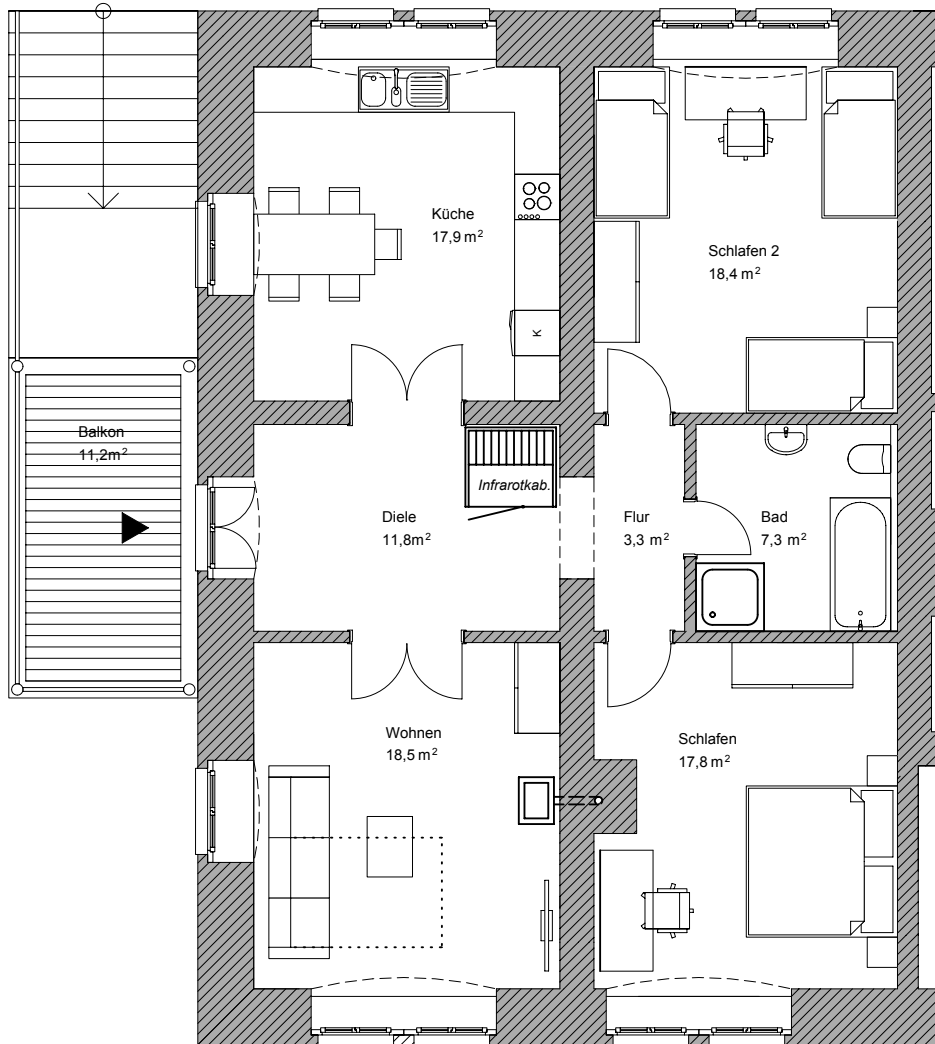 Küche
17,9 m²
Schlafen 2
18,4 m²
K
Balkon
11,2m²
Infrarotkab.
Diele
11,8m²
Flur
3,3 m²
Bad
7,3 m²
Wohnen
18,5 m²
Schlafen
17,8 m²